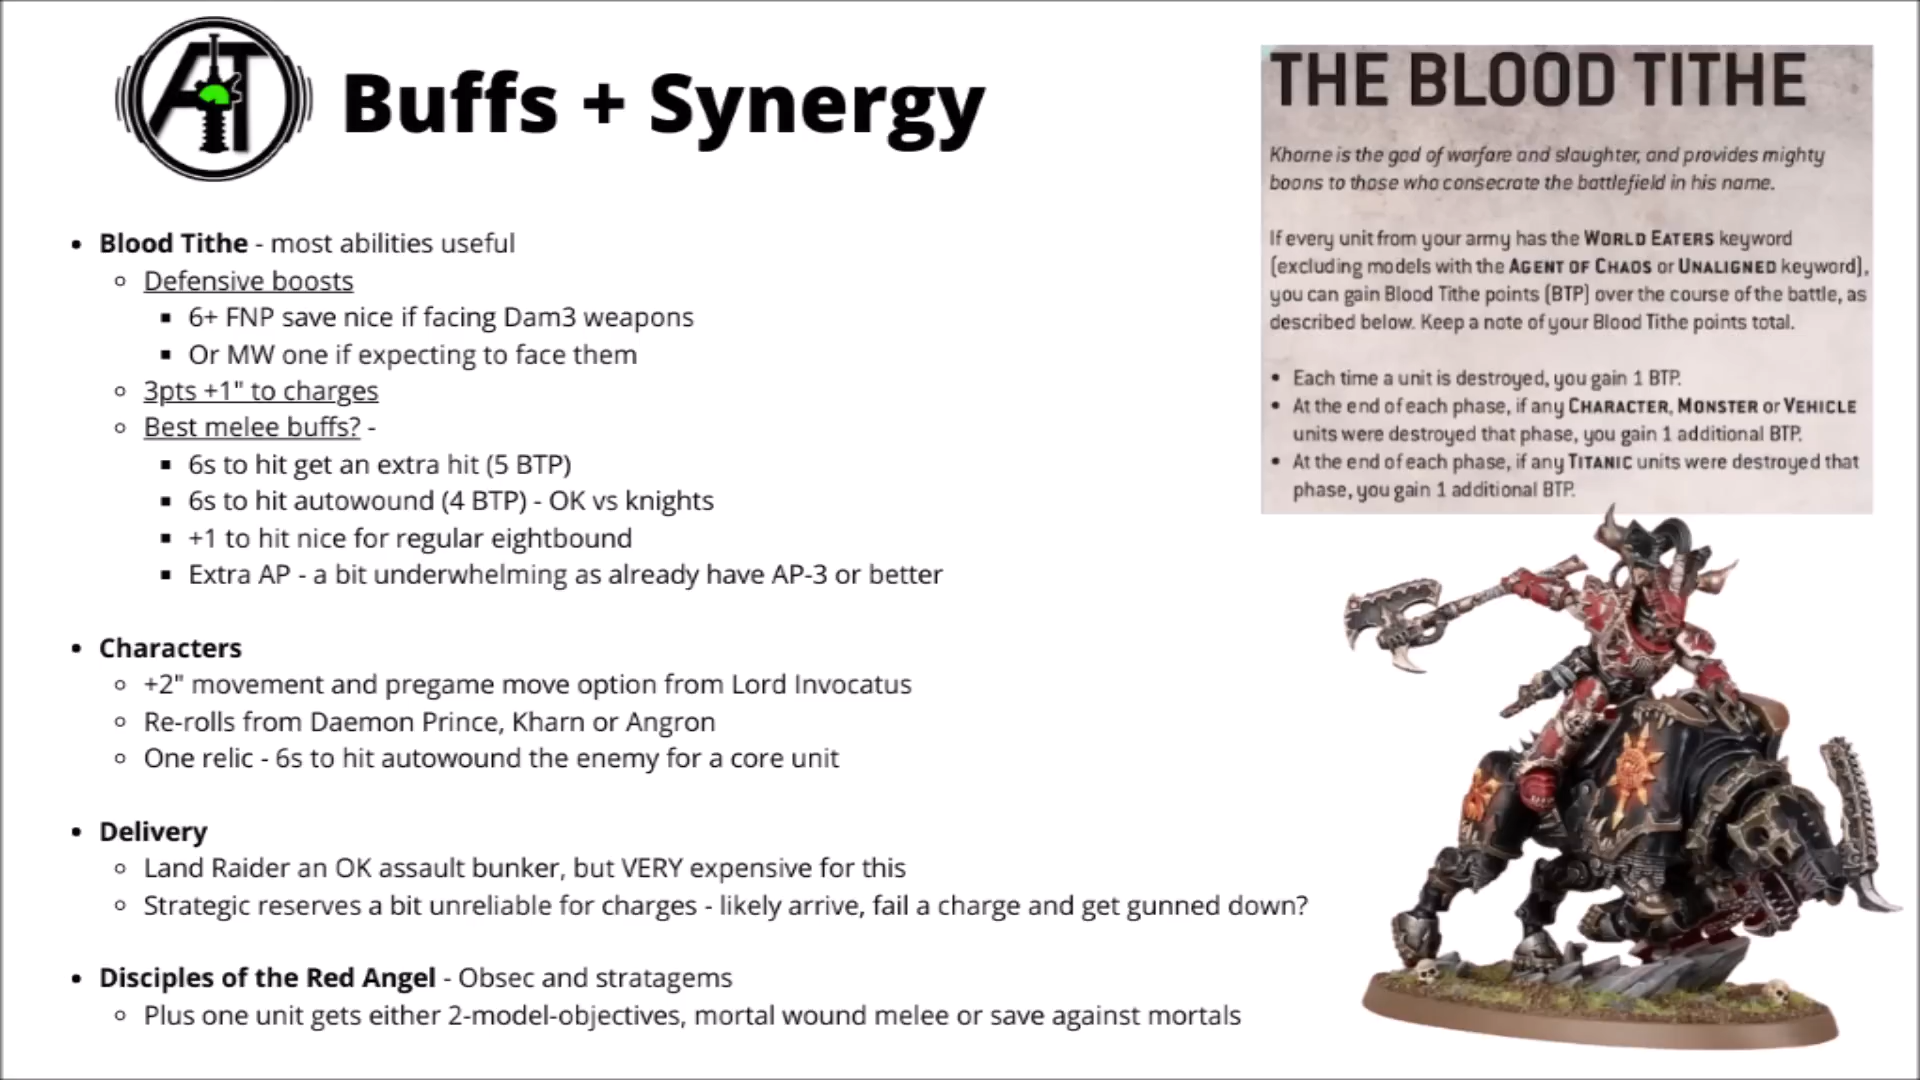 AT
Buffs + Synergy
• Blood Tithe - most abilities useful
◦ Defensive boosts
▪ 6+ FNP save nice if facing Dam3 weapons
▪ Or MW one if expecting to face them
◦ 3pts +1" to charges
◦ Best melee buffs? -
▪ 6s to hit get an extra hit (5 BTP)
▪ 6s to hit autowound (4 BTP) - OK vs knights
▪ +1 to hit nice for regular eightbound
▪ Extra AP - a bit underwhelming as already have AP-3 or better
• Characters
◦ +2" movement and pregame move option from Lord Invocatus
◦ Re-rolls from Daemon Prince, Kharn or Angron
◦ One relic - 6s to hit autowound the enemy for a core unit
• Delivery
◦ Land Raider an OK assault bunker, but VERY expensive for this
◦ Strategic reserves a bit unreliable for charges - likely arrive, fail a charge and get gunned down?
• Disciples of the Red Angel - Obsec and stratagems
◦ Plus one unit gets either 2-model-objectives, mortal wound melee or save against mortals
THE BLOOD TITHE
Khorne is the god of warfare and slaughter, and provides mighty
boons to those who consecrate the battlefield in his name.
If every unit from your army has the WORLD EATERS keyword
(excluding models with the AGENT OF CHAOS or UNALIGNED keyword),
you can gain Blood Tithe points (BTP) over the course of the battle, as
described below. Keep a note of your Blood Tithe points total.
• Each time a unit is destroyed, you gain 1 BTP.
• At the end of each phase, if any CHARACTER, MONSTER or VEHICLE
units were destroyed that phase, you gain 1 additional BTP.
• At the end of each phase, if any TITANIC units were destroyed that
phase, you gain 1 additional BTP.